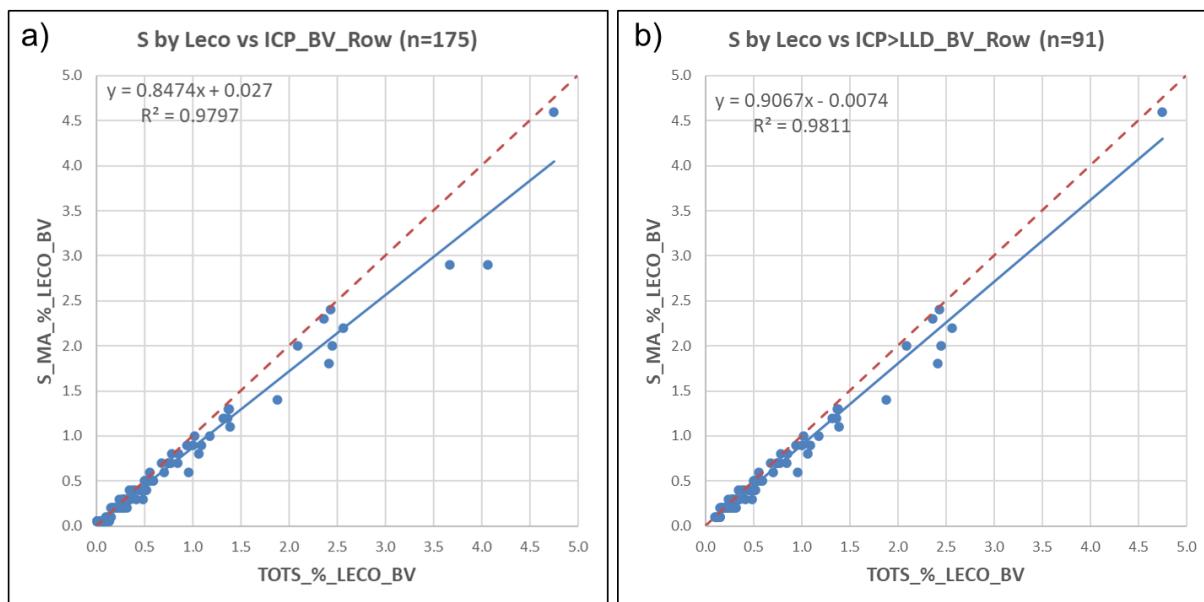 a)
S by Leco vs ICP_BV_Row (n=175)
y = 0.8474x + 0.027
R² = 0.9797
5.0
4.5
4.0
3.5
3.0
2.5
2.0
1.5
1.0
0.5
0.0
S_MA_%_LECO_BV
0.0 0.5 1.0 1.5 2.0 2.5 3.0 3.5 4.0 4.5 5.0
TOTS_%_LECO_BV
b)
S by Leco vs ICP>LLD_BV_Row (n=91)
y = 0.9067x - 0.0074
R² = 0.9811
5.0
4.5
4.0
3.5
3.0
2.5
2.0
1.5
1.0
0.5
0.0
S_MA_%_LECO_BV
0.0 0.5 1.0 1.5 2.0 2.5 3.0 3.5 4.0 4.5 5.0
TOTS_%_LECO_BV